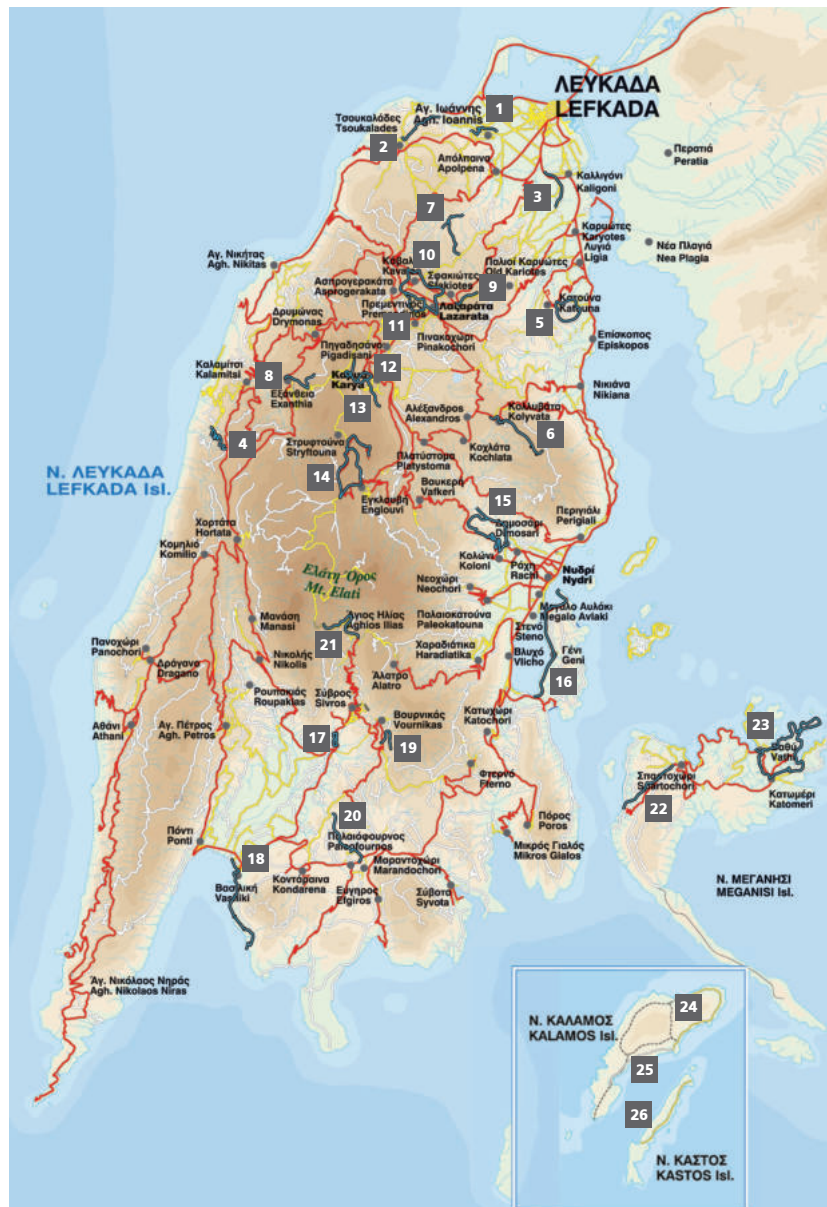 ΛΕΥΚΑΔΑ
LEFKADA
1
Αγ. Ιωάννης
Agh. Ioannis
Τσουκαλάδες
Tsoukalades
2
Απόλπαινα
Apolpena
Περατιά
Peratia
Καλλιγόνι
Kaligoni
3
7
Καρυώτες
Karyotes
Λυγιά
Ligia
Νέα Πλαγιά
Nea Plagia
Αγ. Νικήτας
Agh. Nikitas
10
Παλιοί Καρυώτες
Old Kariotes
Σφακιώτες
Sfakiotes
9
Ασπρογερακάτα
Asprogerakata
Λαζαράτα
Lazarata
Κατούνα
Katouna
5
11
Πινακοχώρι
Pinakochori
Δρυμώνας
Drymonas
Πηγαδησάνοι
Pigadisani
Επίσκοπος
Episkopos
Καλαμίτσι
Kalamitsi
8
Εξάνθεια
Exanthia
Karya
12
13
Νικιάνα
Nikiana
Αλέξανδρος
Alexandros
Κολλυβάτα
Kolyvata
6
4
Στρυφτούνα
Stryftouna
Κοχλάτα
Kochlata
Πλατύστομα
Platystoma
Ν. ΛΕΥΚΑΔΑ
LEFKADA Isl.
14
Βαυκερή
Vafkeri
Εγκλουβή
Englouvi
15
Δημοσάρι
Dimosari
Περιγιάλι
Perigiali
Χορτάτα
Hortata
Κομηλιό
Komilio
Κολώνι
Koloni
Ράχη
Rachi
Νυδρί
Nydri
Ελάτη Όρος
Mt. Elati
Νεοχώρι
Neochori
Μεγάλο Αυλάκι
Megalo Avlaki
Μανάση
Manasi
Άγιος Ηλίας
Aghios Ilias
Παλαιοκατούνα
Paleokatouna
Στενό
Steno
21
Πανοχώρι
Panochori
Δράγανο
Dragano
Νικολής
Nikolis
Χαραδιάτικα
Haradiatika
Βλυχό
Vlicho
Γένι
Geni
16
Άλατρο
Alatro
Ρουπακιάς
Roupakias
Σύβρος
Sivros
Αθάνι
Athani
Αγ. Πέτρος
Agh. Petros
Βουρνικάς
Vournikas
Κατωχώρι
Katochori
17
19
23
Βαθύ
Vathi
Σπαρτοχώρι
Spartochori
Κατωμέρι
Katomeri
22
Φτερνό
Fterno
Πόρος
Poros
Μικρός Γιαλός
Mikros Gialos
Πόντι
Ponti
20
Παλαιόφουρνος
Paleofournos
18
Βασιλική
Vasiliki
Κοντάραινα
Kondarena
Μαραντοχώρι
Marandochori
Εύγηρος
Efgiros
Σύβοτα
Syvota
Ν. ΜΕΓΑΝΗΣΙ
MEGANISI Isl.
Άγ. Νικόλαος Νηράς
Agh. Nikolaos Niras
Ν. ΚΑΛΑΜΟΣ
KALAMOS Isl.
24
25
26
Ν. ΚΑΣΤΟΣ
KASTOS Isl.